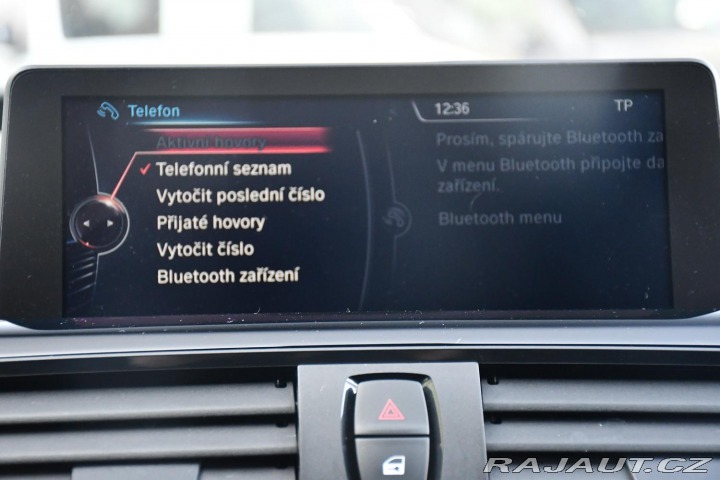 Telefon
12:36
TP
Aktivní hovory
Telefonní seznam
Vytočit poslední číslo
Přijaté hovory
Vytočit číslo
Bluetooth zařízení
Prosím, spárujte Bluetooth za
V menu Bluetooth připojte da
zařízení.
Bluetooth menu
RAJAUT.CZ